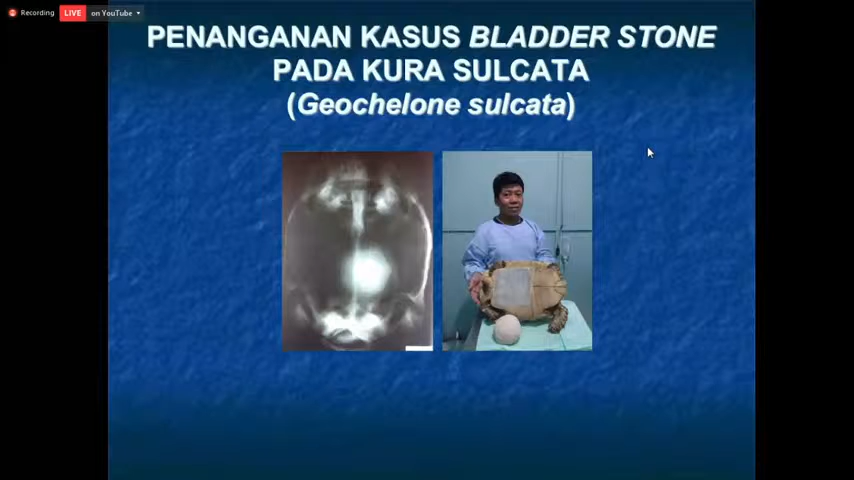 Recording
LIVE on YouTube
PENANGANAN KASUS BLADDER STONE
PADA KURA SULCATA
(Geochelone sulcata)